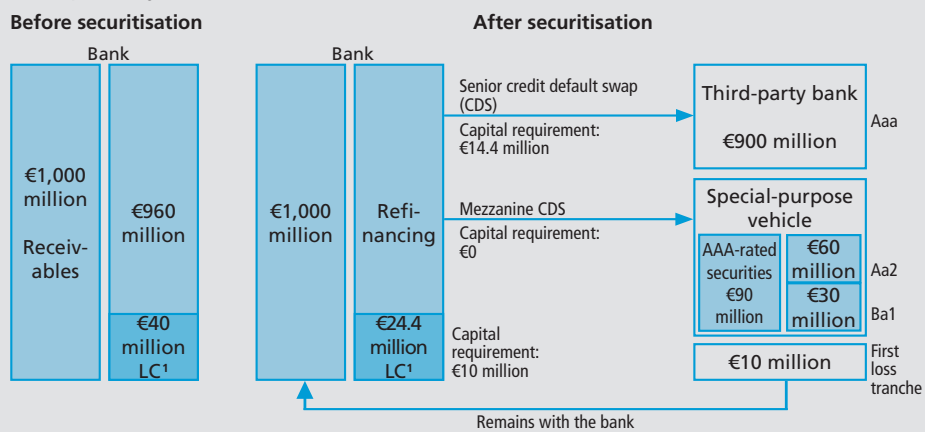 Before securitisation
After securitisation
Bank
€1,000
million
Receiv-
ables
€960
million
€40
million
LC¹
Bank
€1,000
million
Refi-
nancing
€24.4
million
LC¹
Senior credit default swap
(CDS)
Capital requirement:
€14.4 million
Mezzanine CDS
Capital requirement:
€0
Capital
requirement:
€10 million
Third-party bank
€900 million
Aaa
Special-purpose
vehicle
AAA-rated
securities
€90
million
€60
million
Aa2
€30
million
Ba1
€10 million
First
loss
tranche
Remains with the bank